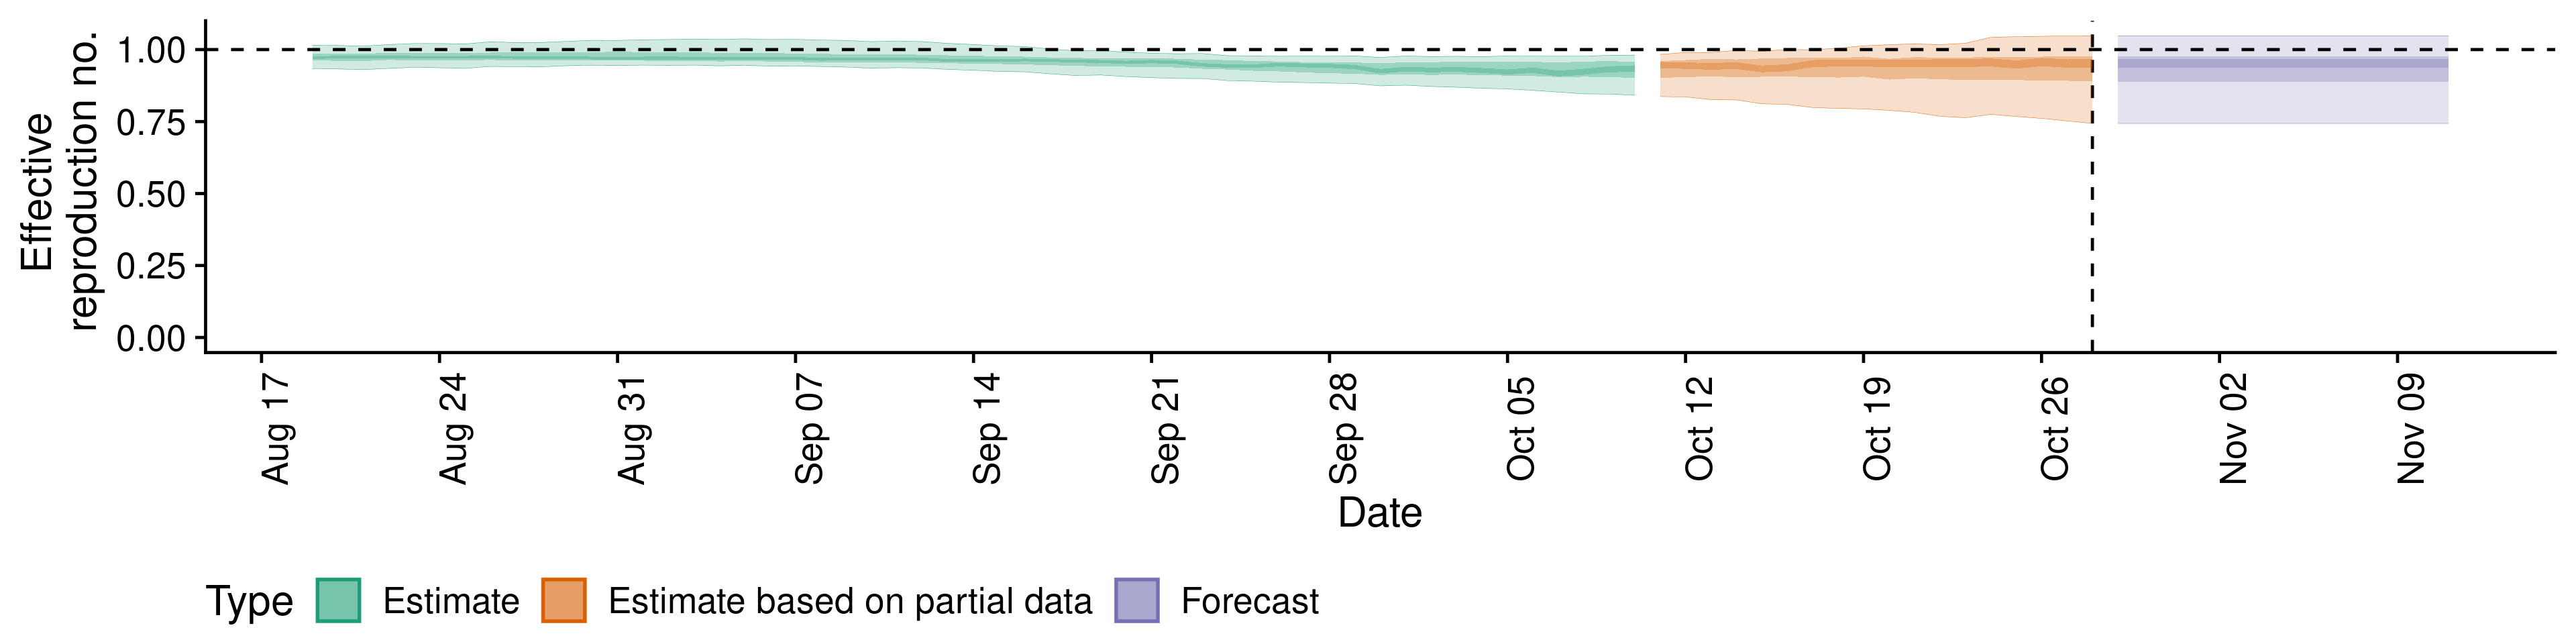 Effective
reproduction no.
1.00
0.75
0.50
0.25
0.00
Aug 17
Aug 24
Aug 31
Sep 07
Sep 14
Sep 21
Sep 28
Oct 05
Oct 12
Oct 19
Oct 26
Nov 02
Nov 09
Date
Type Estimate Estimate based on partial data Forecast